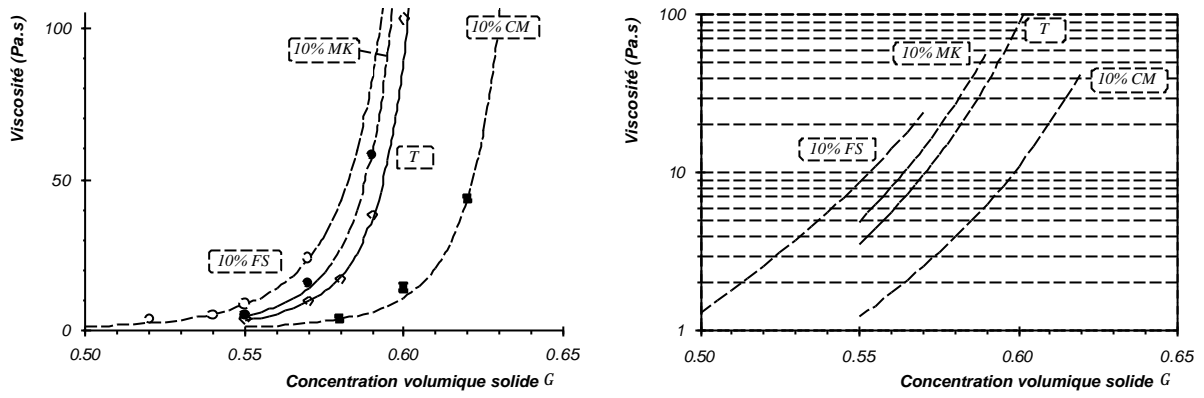 Viscosité (Pa.s)
100
50
0
0.50
0.55
0.60
0.65
10% MK
10% CM
T
10% FS
Concentration volumique solide G
Viscosité (Pa.s)
100
10
1
0.50
0.55
0.60
0.65
T
10% MK
10% CM
10% FS
Concentration volumique solide G